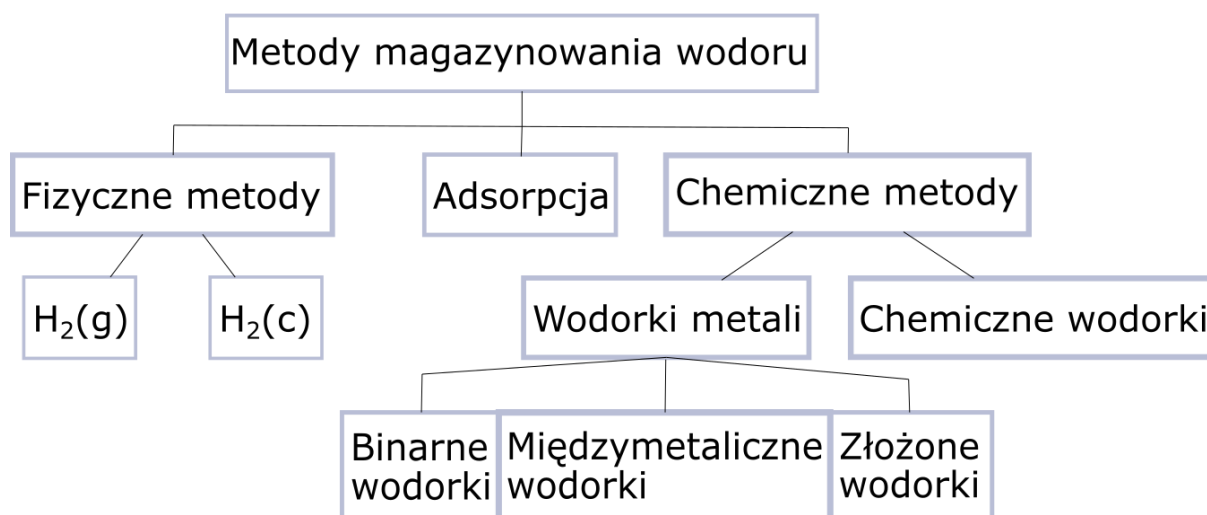 Metody magazynowania wodoru
Fizyczne metody
Adsorpcja
Chemiczne metody
H₂(g)
H₂(c)
Wodorki metali
Chemiczne wodorki
Binarne
wodorki
Międzymetaliczne
wodorki
Złożone
wodorki